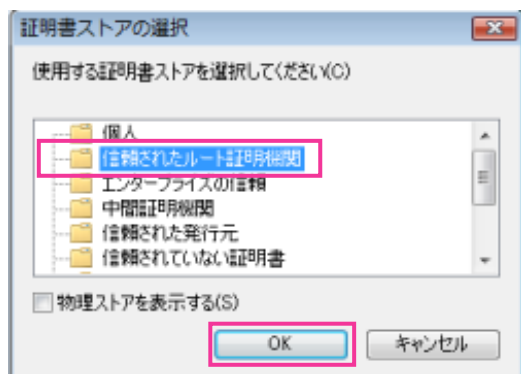 証明書ストアの選択
使用する証明書ストアを選択してください(C)
個人
信頼されたルート証明機関
エンタープライズの信頼
中間証明機関
信頼された発行元
信頼されていない証明書
物理ストアを表示する(S)
OK
キャンセル